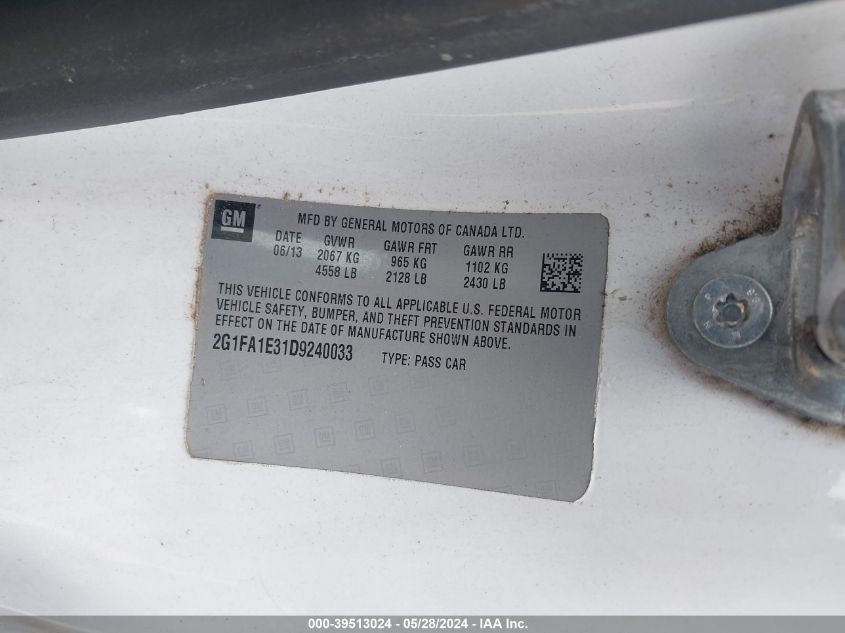 GM
MFD BY GENERAL MOTORS OF CANADA LTD.
DATE GVWR GAWR FRT GAWR RR
06/13 2067 KG 965 KG 1102 KG
4558 LB 2128 LB 2430 LB
THIS VEHICLE CONFORMS TO ALL APPLICABLE U.S. FEDERAL MOTOR
VEHICLE SAFETY, BUMPER, AND THEFT PREVENTION STANDARDS IN
EFFECT ON THE DATE OF MANUFACTURE SHOWN ABOVE.
2G1FA1E31D9240033 TYPE: PASS CAR
000-39513024 - 05/28/2024 - IAA Inc.